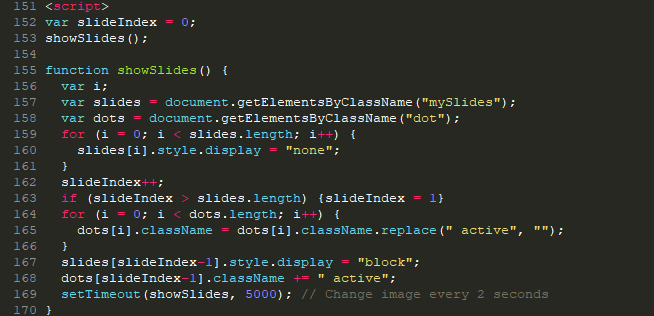 151 <script>
152 var slideIndex = 0;
153 showSlides();
154
155 function showSlides() {
156   var i;
157   var slides = document.getElementsByClassName("mySlides");
158   var dots = document.getElementsByClassName("dot");
159   for (i = 0; i < slides.length; i++) {
160     slides[i].style.display = "none";
161   }
162   slideIndex++;
163   if (slideIndex > slides.length) {slideIndex = 1}
164   for (i = 0; i < dots.length; i++) {
165     dots[i].className = dots[i].className.replace(" active", "");
166   }
167   slides[slideIndex-1].style.display = "block";
168   dots[slideIndex-1].className += " active";
169   setTimeout(showSlides, 5000); // Change image every 2 seconds
170 }